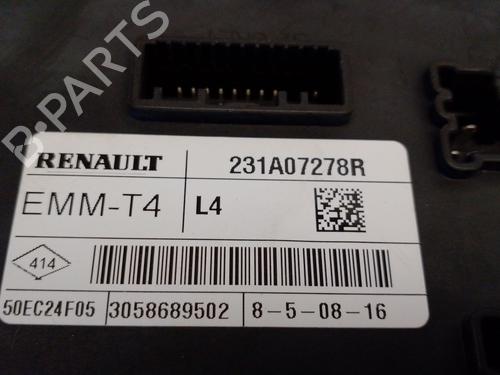 RENAULT 231A07278R
EMM-T4 L4
414
50EC24F05 3058689502 8-5-08-16
B-PARTS